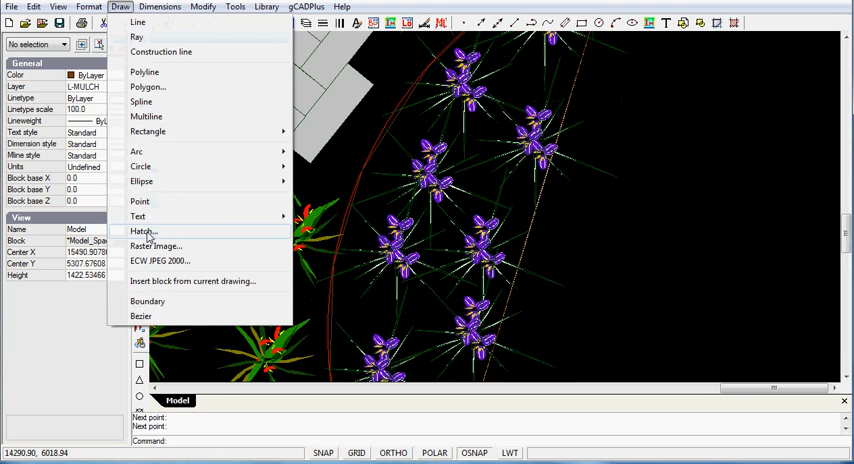 File Edit View Format Draw Dimensions Modify Tools Library gCADPlus Help
No selection
General
Color ByLayer
Layer L-MULCH
Linetype ByLayer
Linetype scale 100.0
Lineweight ByL
Text style Standard
Dimension style Standard
Mline style Standard
Units Undefined
Block base X 0.0
Block base Y 0.0
Block base Z 0.0
View
Name Model
Block *Model_Spac
Center X 15490.90780
Center Y 5307.67608
Height 1422.53466
Line
Ray
Construction line
Polyline
Polygon...
Spline
Multiline
Rectangle
Arc
Circle
Ellipse
Point
Text
Hatch...
Raster Image...
ECW JPEG 2000...
Insert block from current drawing...
Boundary
Bezier
Model
Next point:
Next point:
Command:
14290.90, 6018.94 SNAP GRID ORTHO POLAR OSNAP LWT